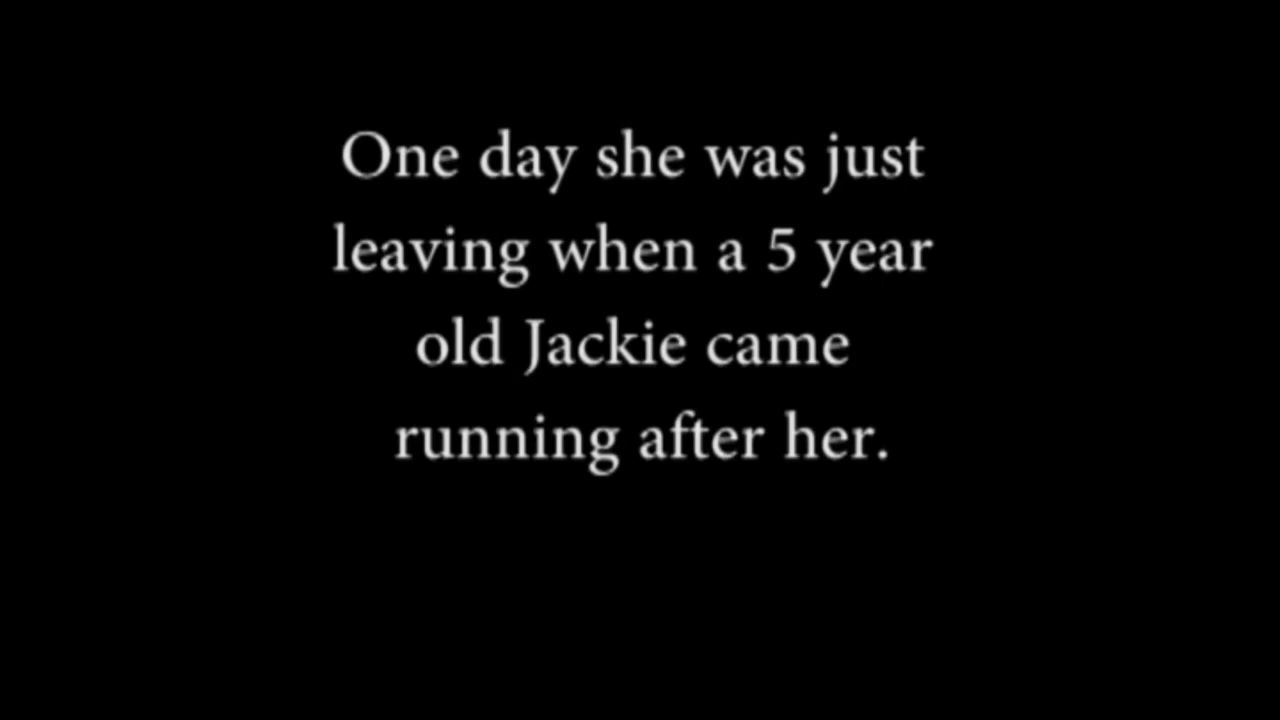 One day she was just
leaving when a 5 year
old Jackie came
running after her.